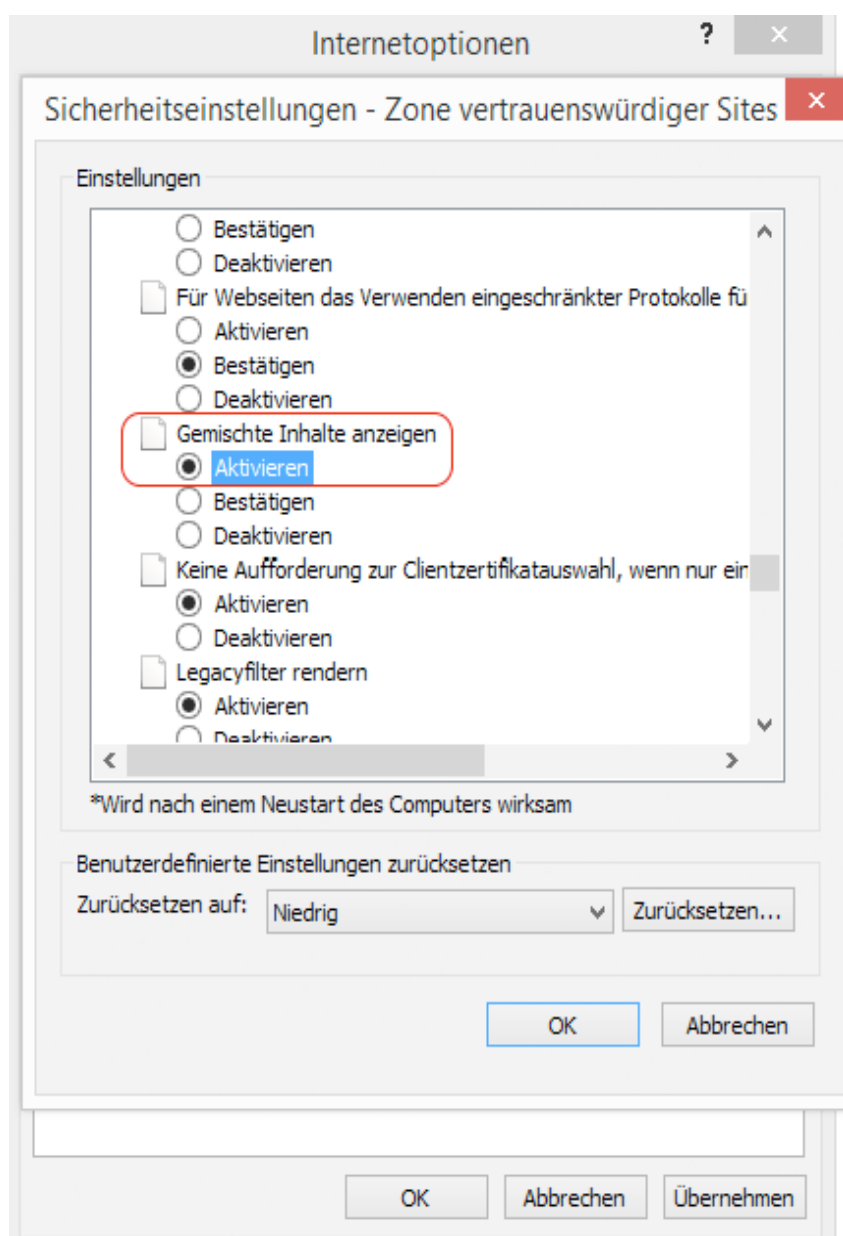 Internetoptionen ?
Sicherheitseinstellungen - Zone vertrauenswürdiger Sites
Einstellungen
Bestätigen
Deaktivieren
Für Webseiten das Verwenden eingeschränkter Protokolle fü
Aktivieren
Bestätigen
Deaktivieren
Gemischte Inhalte anzeigen
Aktivieren
Bestätigen
Deaktivieren
Keine Aufforderung zur Clientzertifikatauswahl, wenn nur ein
Aktivieren
Deaktivieren
Legacyfilter rendern
Aktivieren
Deaktivieren
*Wird nach einem Neustart des Computers wirksam
Benutzerdefinierte Einstellungen zurücksetzen
Zurücksetzen auf: Niedrig Zurücksetzen...
OK Abbrechen
OK Abbrechen Übernehmen